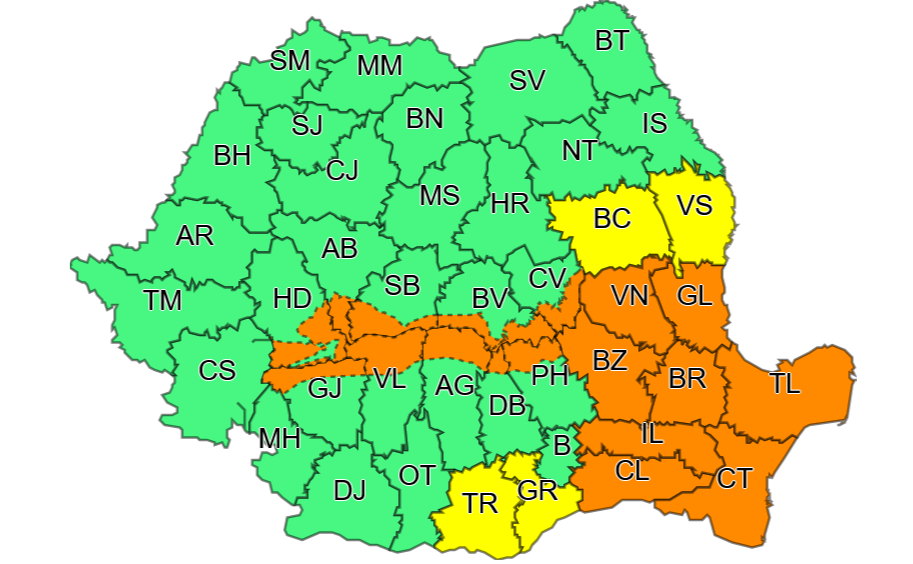 BT
SM
MM
SV
BN
SJ
IS
NT
BH
CJ
MS
HR
VS
BC
AR
AB
CV
SB
TM
HD
BV
VN
GL
BZ
CS
PH
VL
BR
TL
GJ
AG
DB
IL
MH
B
CL
OT
CT
DJ
GR
TR